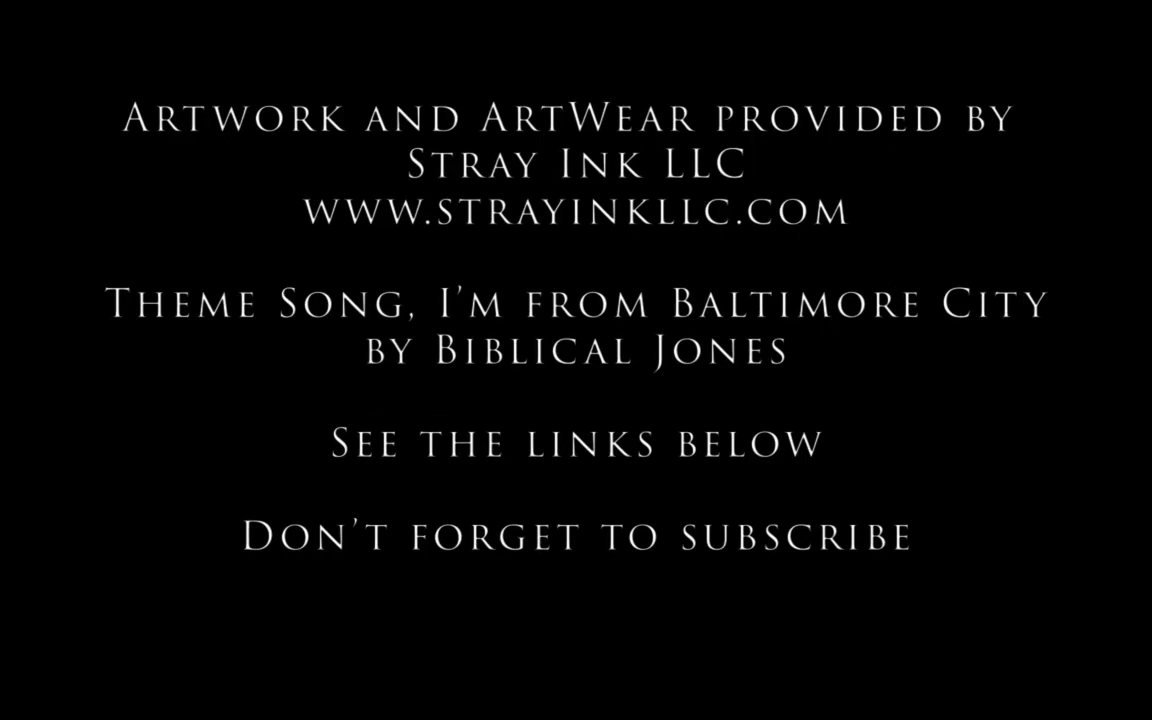 Artwork and ArtWear provided by
Stray Ink LLC
www.strayinkllc.com
Theme Song, I'm from Baltimore City
by Biblical Jones
See the links below
Don't forget to subscribe